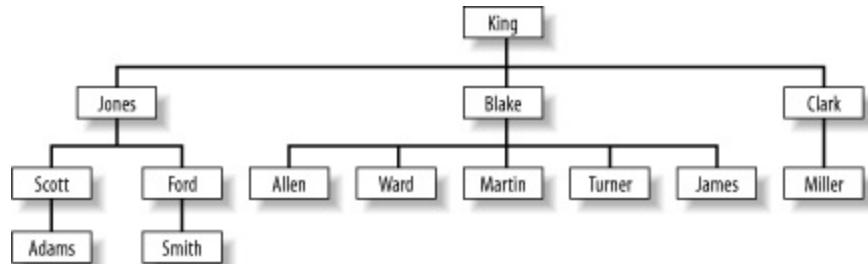 King
Jones
Blake
Clark
Scott
Ford
Allen
Ward
Martin
Turner
James
Miller
Adams
Smith